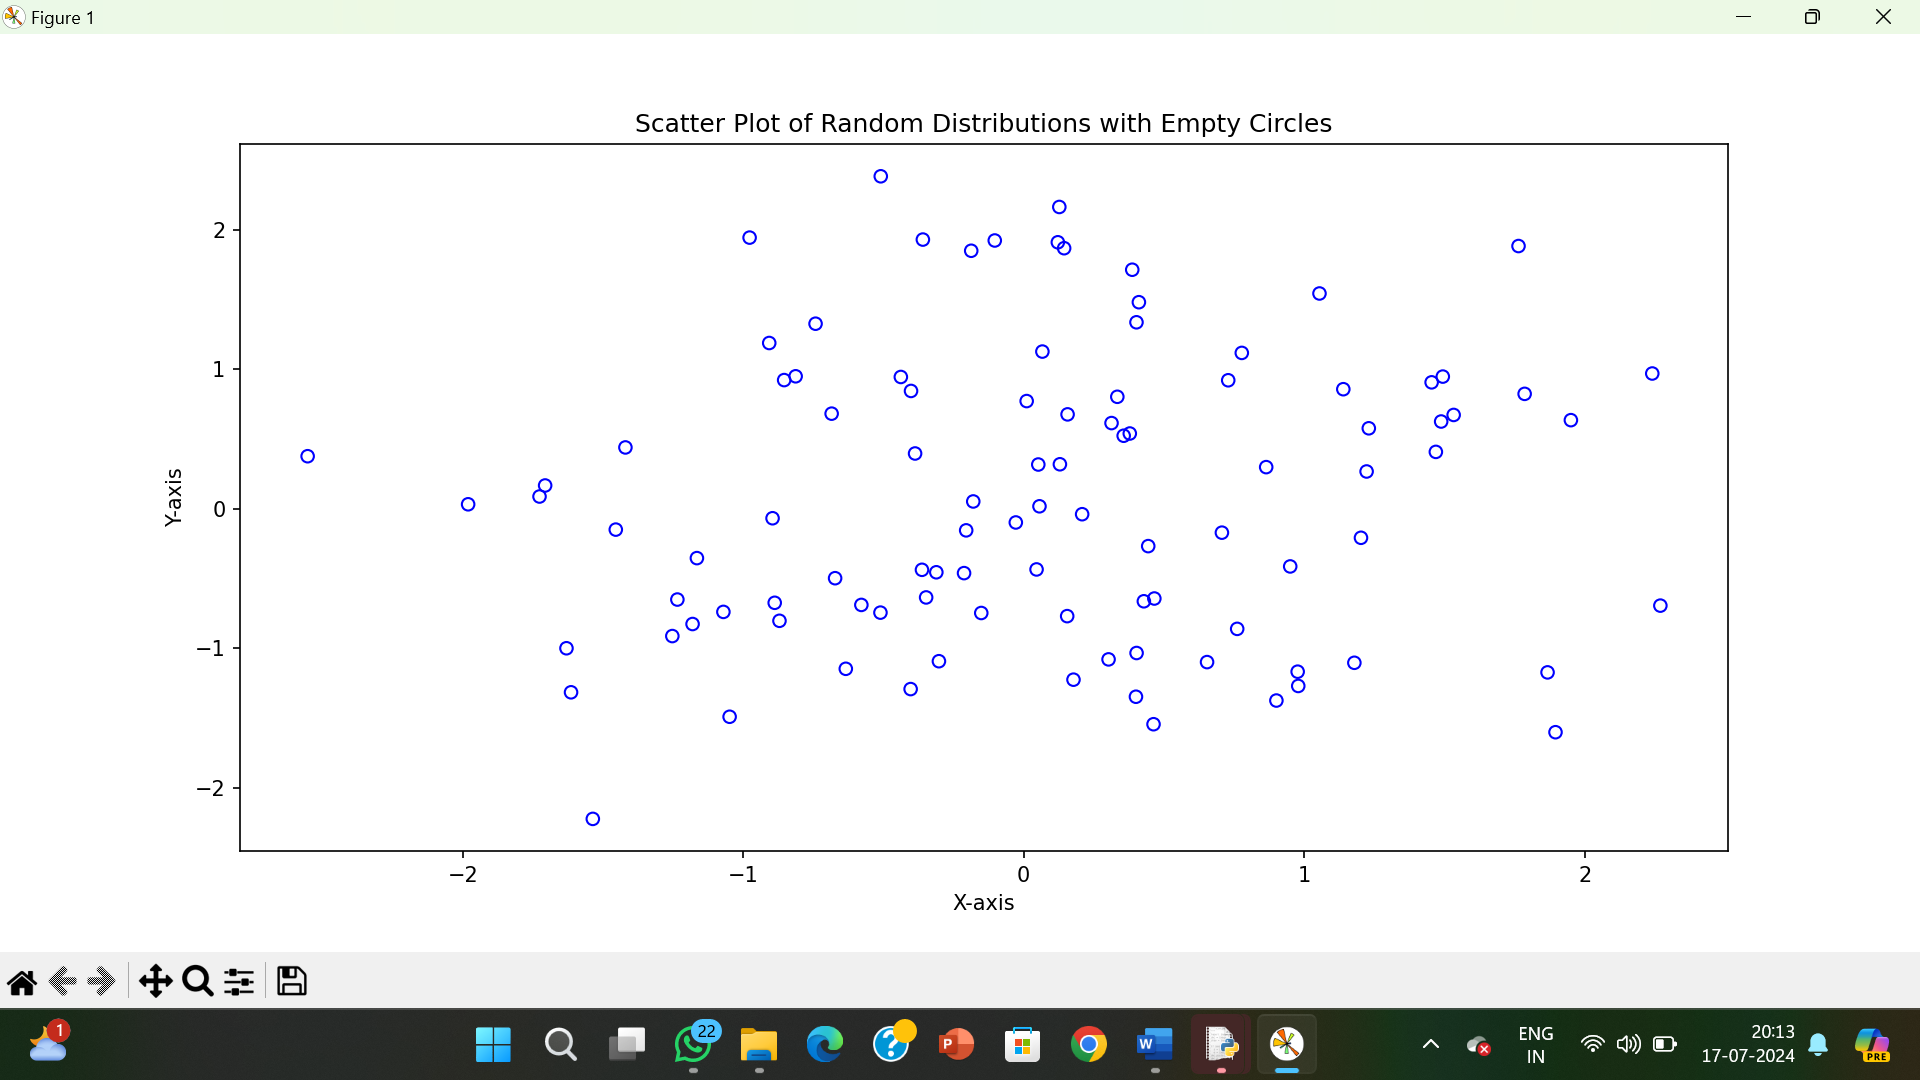 Figure 1
Scatter Plot of Random Distributions with Empty Circles
2
1
0
−1
−2
Y-axis
−2
−1
0
1
2
X-axis
1
22
?
P
W
ENG
IN
20:13
17-07-2024
PRE